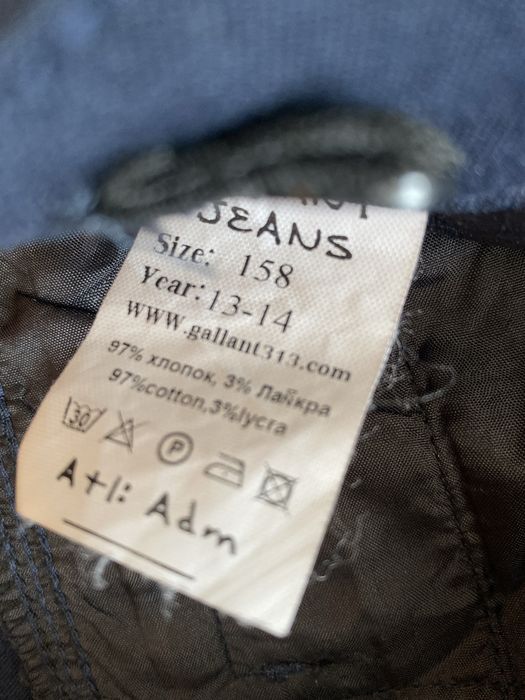 JEANS
Size: 158
Year: 13-14
www.gallant313.com
97% хлопок, 3% Лайкра
97%cotton,3%lycra
30
P
A+l: Adm